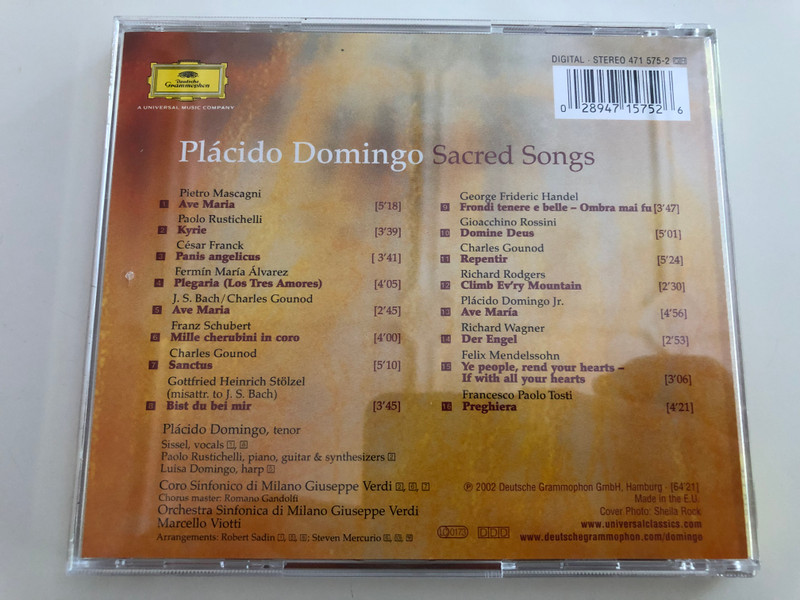 Deutsche
Grammophon
A UNIVERSAL MUSIC COMPANY
DIGITAL · STEREO 471 575-2
0 28947 15752 6
Plácido Domingo Sacred Songs
Pietro Mascagni
1 Ave Maria [5'18]
Paolo Rustichelli
2 Kyrie [3'39]
César Franck
3 Panis angelicus [ 3'41]
Fermín María Álvarez
4 Plegaria (Los Tres Amores) [4'05]
J. S. Bach/Charles Gounod
5 Ave Maria [2'45]
Franz Schubert
6 Mille cherubini in coro [4'00]
Charles Gounod
7 Sanctus [5'10]
Gottfried Heinrich Stölzel
(misattr. to J. S. Bach)
8 Bist du bei mir [3'45]
George Frideric Handel
9 Frondi tenere e belle – Ombra mai fu [3'47]
Gioacchino Rossini
10 Domine Deus [5'01]
Charles Gounod
11 Repentir [5'24]
Richard Rodgers
12 Climb Ev'ry Mountain [2'30]
Plácido Domingo Jr.
13 Ave María [4'56]
Richard Wagner
14 Der Engel [2'53]
Felix Mendelssohn
15 Ye people, rend your hearts –
If with all your hearts [3'06]
Francesco Paolo Tosti
16 Preghiera [4'21]
Plácido Domingo, tenor
Sissel, vocals
Paolo Rustichelli, piano, guitar & synthesizers 2
Luisa Domingo, harp
Coro Sinfonico di Milano Giuseppe Verdi
Chorus master: Romano Gandolfi
Orchestra Sinfonica di Milano Giuseppe Verdi
Marcello Viotti
Arrangements: Robert Sadin Steven Mercurio
℗ 2002 Deutsche Grammophon GmbH, Hamburg · [64'21]
Made in the E.U.
Cover Photo: Sheila Rock
www.universalclassics.com
www.deutschegrammophon.com/domingo
LC 0173 DDD